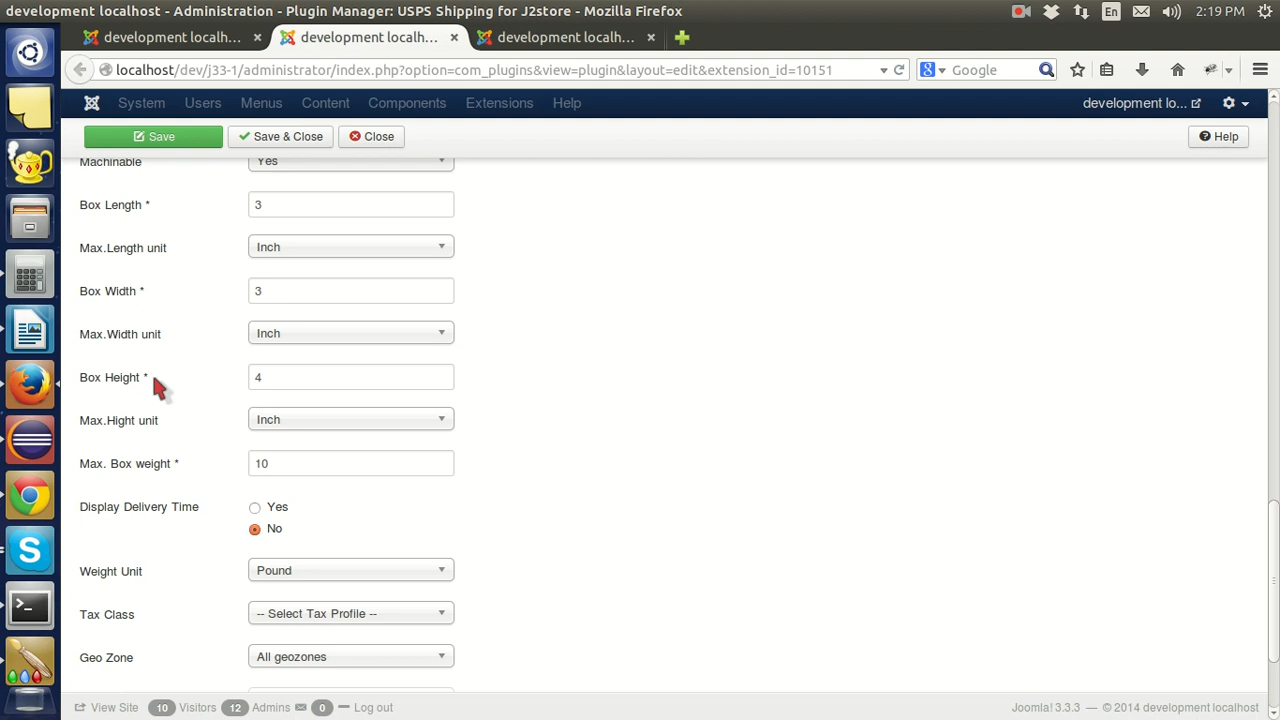 development localhost - Administration - Plugin Manager: USPS Shipping for J2store - Mozilla Firefox
En
2:19 PM
development localh...
development localh...
development localh...
localhost/dev/j33-1/administrator/index.php?option=com_plugins&view=plugin&layout=edit&extension_id=10151
Google
System Users Menus Content Components Extensions Help
development lo...
Save
Save & Close
Close
Help
Machinable
Yes
Box Length *
3
Max.Length unit
Inch
Box Width *
3
Max.Width unit
Inch
Box Height *
4
Max.Hight unit
Inch
Max. Box weight *
10
Display Delivery Time
Yes
No
Weight Unit
Pound
Tax Class
-- Select Tax Profile --
Geo Zone
All geozones
View Site 10 Visitors 12 Admins 0 Log out
Joomla! 3.3.3 — © 2014 development localhost